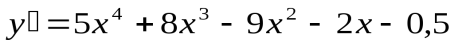 y▯=5x⁴ + 8x³ - 9x² - 2x - 0,5